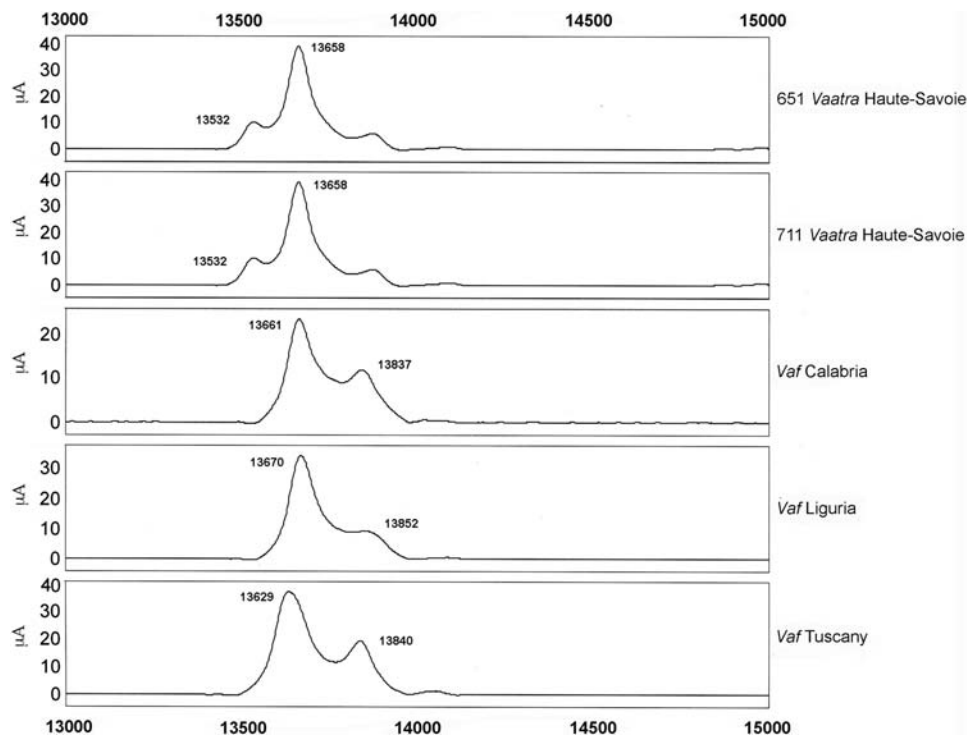 13000 13500 14000 14500 15000
40
30
20
10
0
µA
13658
13532
651 Vaatra Haute-Savoie
40
30
20
10
0
µA
13658
13532
711 Vaatra Haute-Savoie
20
10
0
µA
13661
13837
Vaf Calabria
30
20
10
0
µA
13670
13852
Vaf Liguria
40
30
20
10
0
µA
13629
13840
Vaf Tuscany
13000 13500 14000 14500 15000